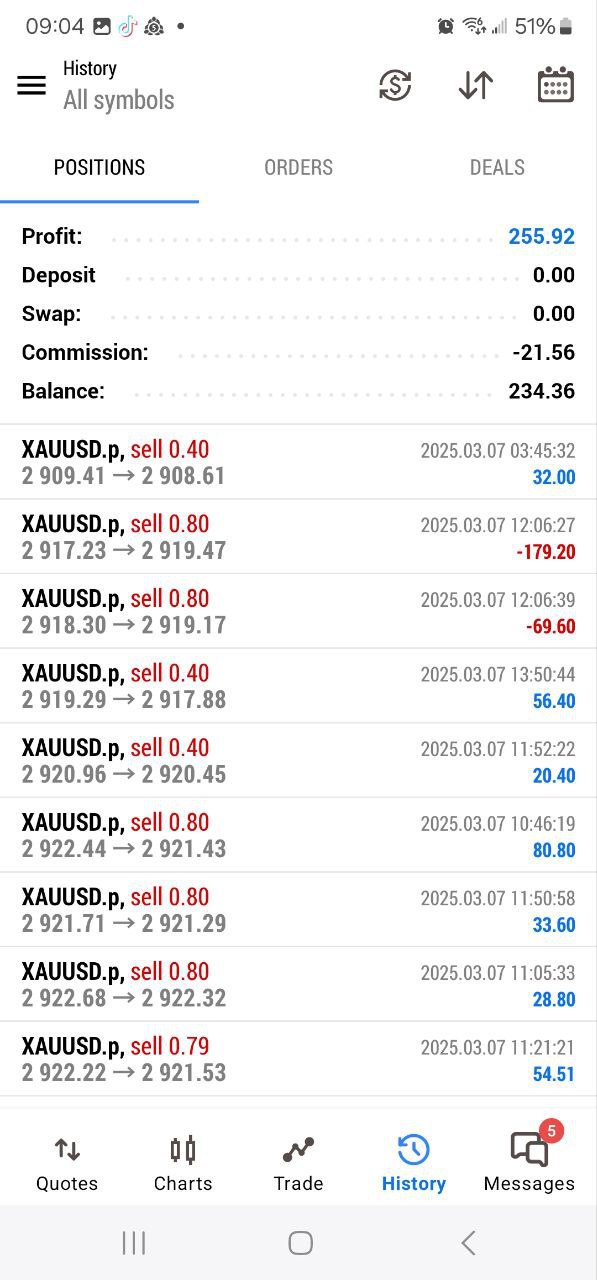 09:04 51%
History
All symbols
POSITIONS ORDERS DEALS
Profit: 255.92
Deposit 0.00
Swap: 0.00
Commission: -21.56
Balance: 234.36
XAUUSD.p, sell 0.40 2025.03.07 03:45:32
2 909.41 → 2 908.61 32.00
XAUUSD.p, sell 0.80 2025.03.07 12:06:27
2 917.23 → 2 919.47 -179.20
XAUUSD.p, sell 0.80 2025.03.07 12:06:39
2 918.30 → 2 919.17 -69.60
XAUUSD.p, sell 0.40 2025.03.07 13:50:44
2 919.29 → 2 917.88 56.40
XAUUSD.p, sell 0.40 2025.03.07 11:52:22
2 920.96 → 2 920.45 20.40
XAUUSD.p, sell 0.80 2025.03.07 10:46:19
2 922.44 → 2 921.43 80.80
XAUUSD.p, sell 0.80 2025.03.07 11:50:58
2 921.71 → 2 921.29 33.60
XAUUSD.p, sell 0.80 2025.03.07 11:05:33
2 922.68 → 2 922.32 28.80
XAUUSD.p, sell 0.79 2025.03.07 11:21:21
2 922.22 → 2 921.53 54.51
5
Quotes Charts Trade History Messages